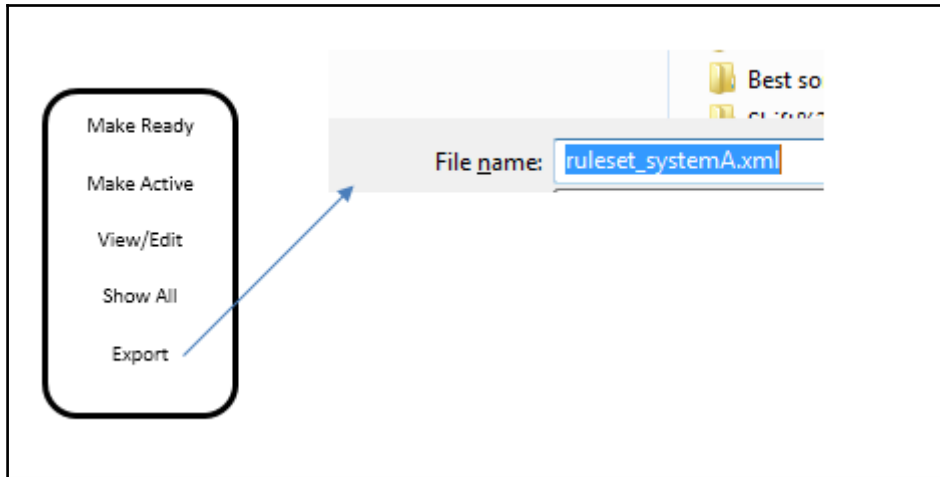 Make Ready
Make Active
View/Edit
Show All
Export
Best so
File name:
ruleset_systemA.xml